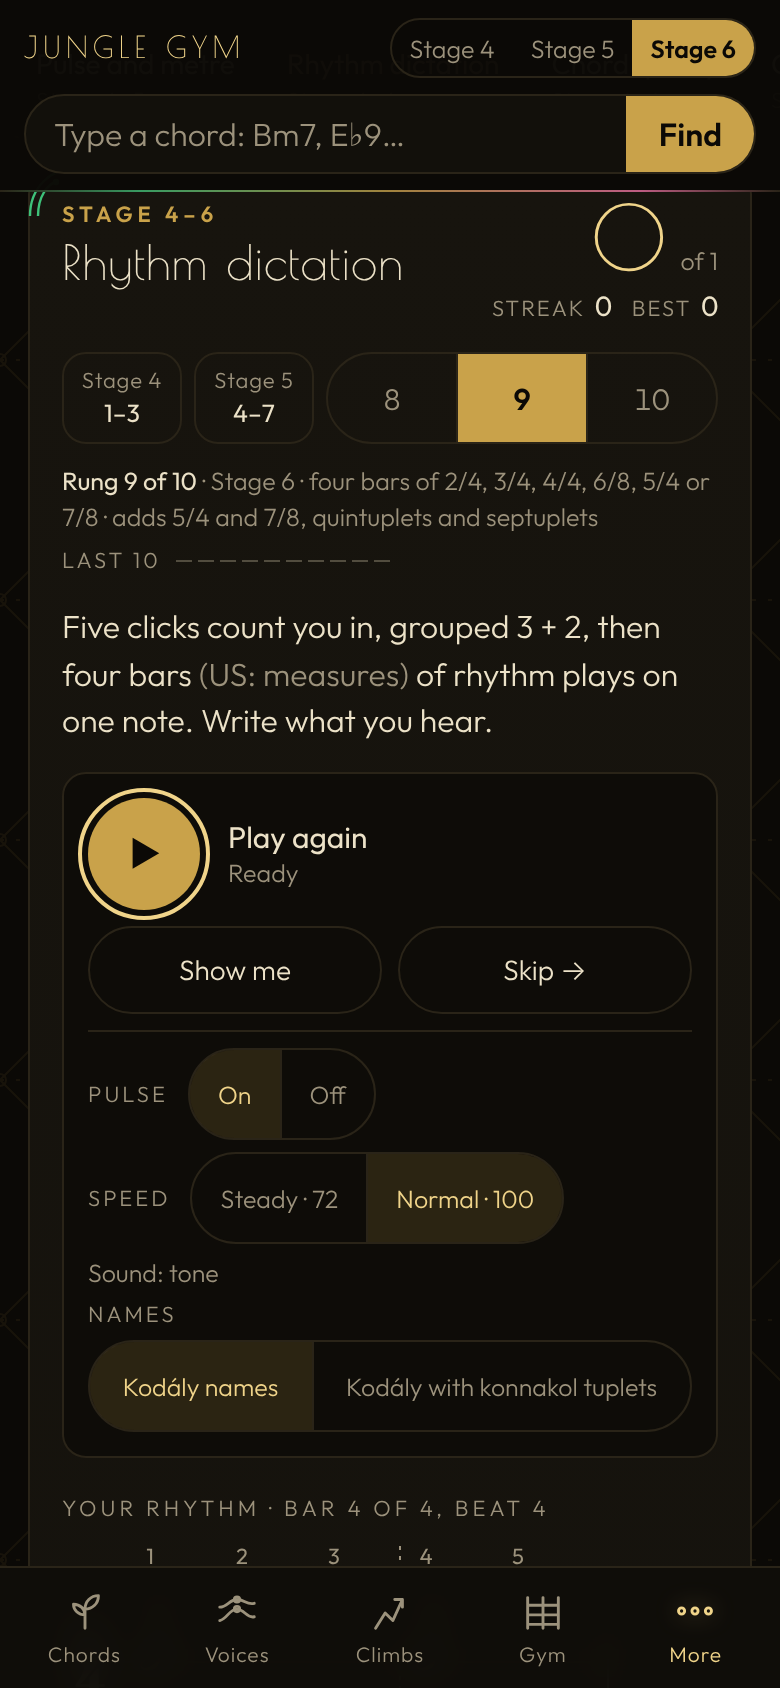 JUNGLE GYM
Stage 4 Stage 5 Stage 6
Pulse and metre Rhythm dictation Chord
Type a chord: Bm7, E♭9… Find
STAGE 4–6
Rhythm dictation
of 1
STREAK 0 BEST 0
Stage 4 Stage 5
1–3 4–7 8 9 10
Rung 9 of 10 · Stage 6 · four bars of 2/4, 3/4, 4/4, 6/8, 5/4 or
7/8 · adds 5/4 and 7/8, quintuplets and septuplets
LAST 10 — — — — — — — — — —
Five clicks count you in, grouped 3 + 2, then
four bars (US: measures) of rhythm plays on
one note. Write what you hear.
Play again
Ready
Show me Skip →
PULSE On Off
SPEED Steady · 72 Normal · 100
Sound: tone
NAMES
Kodály names Kodály with konnakol tuplets
YOUR RHYTHM · BAR 4 OF 4, BEAT 4
1 2 3 4 5
Chords Voices Climbs Gym More